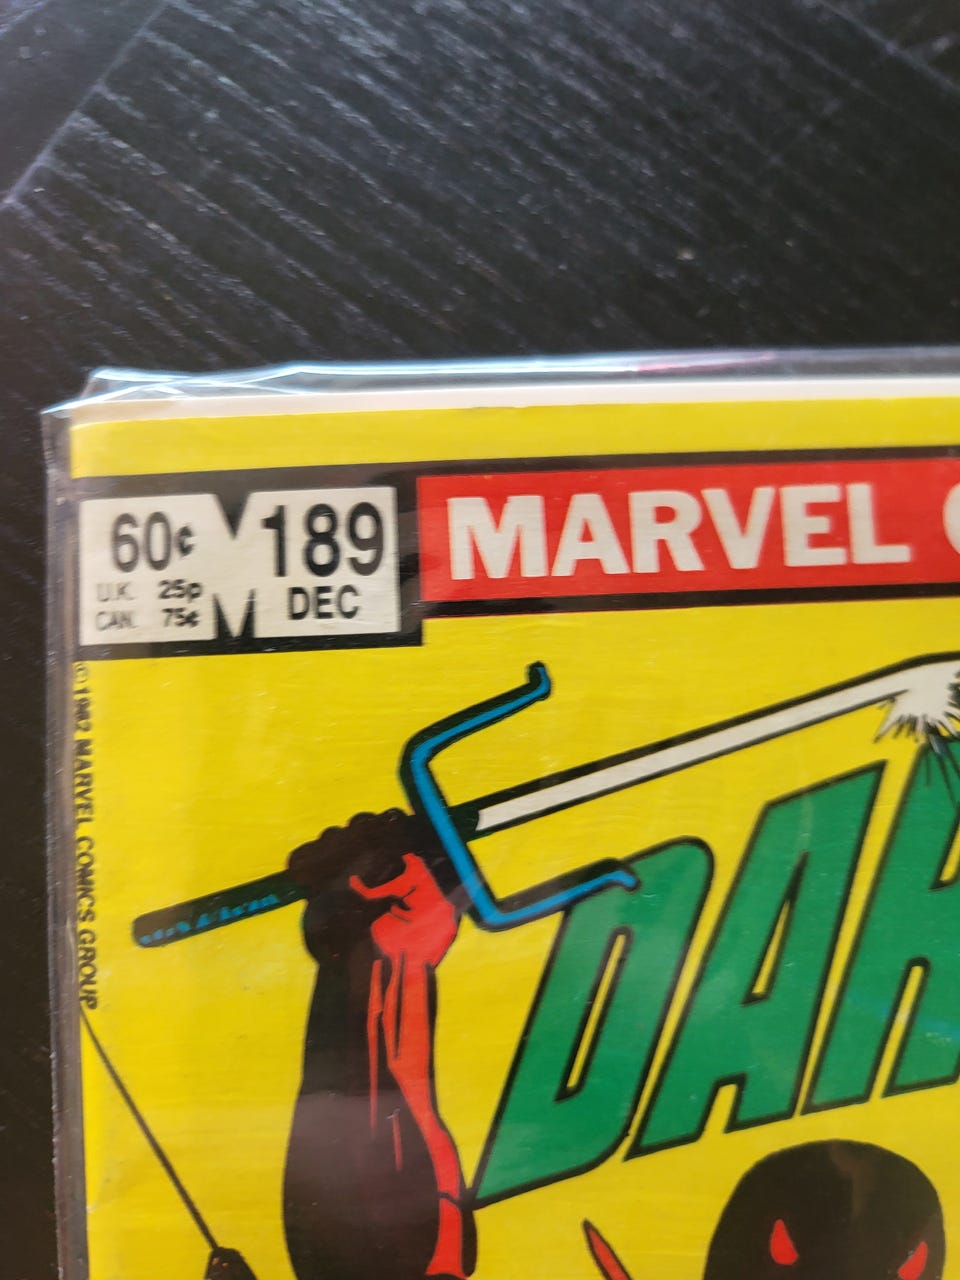 60¢
U.K. 25p
CAN. 75¢
M
189
DEC
MARVEL
©1982 MARVEL COMICS GROUP
DAR